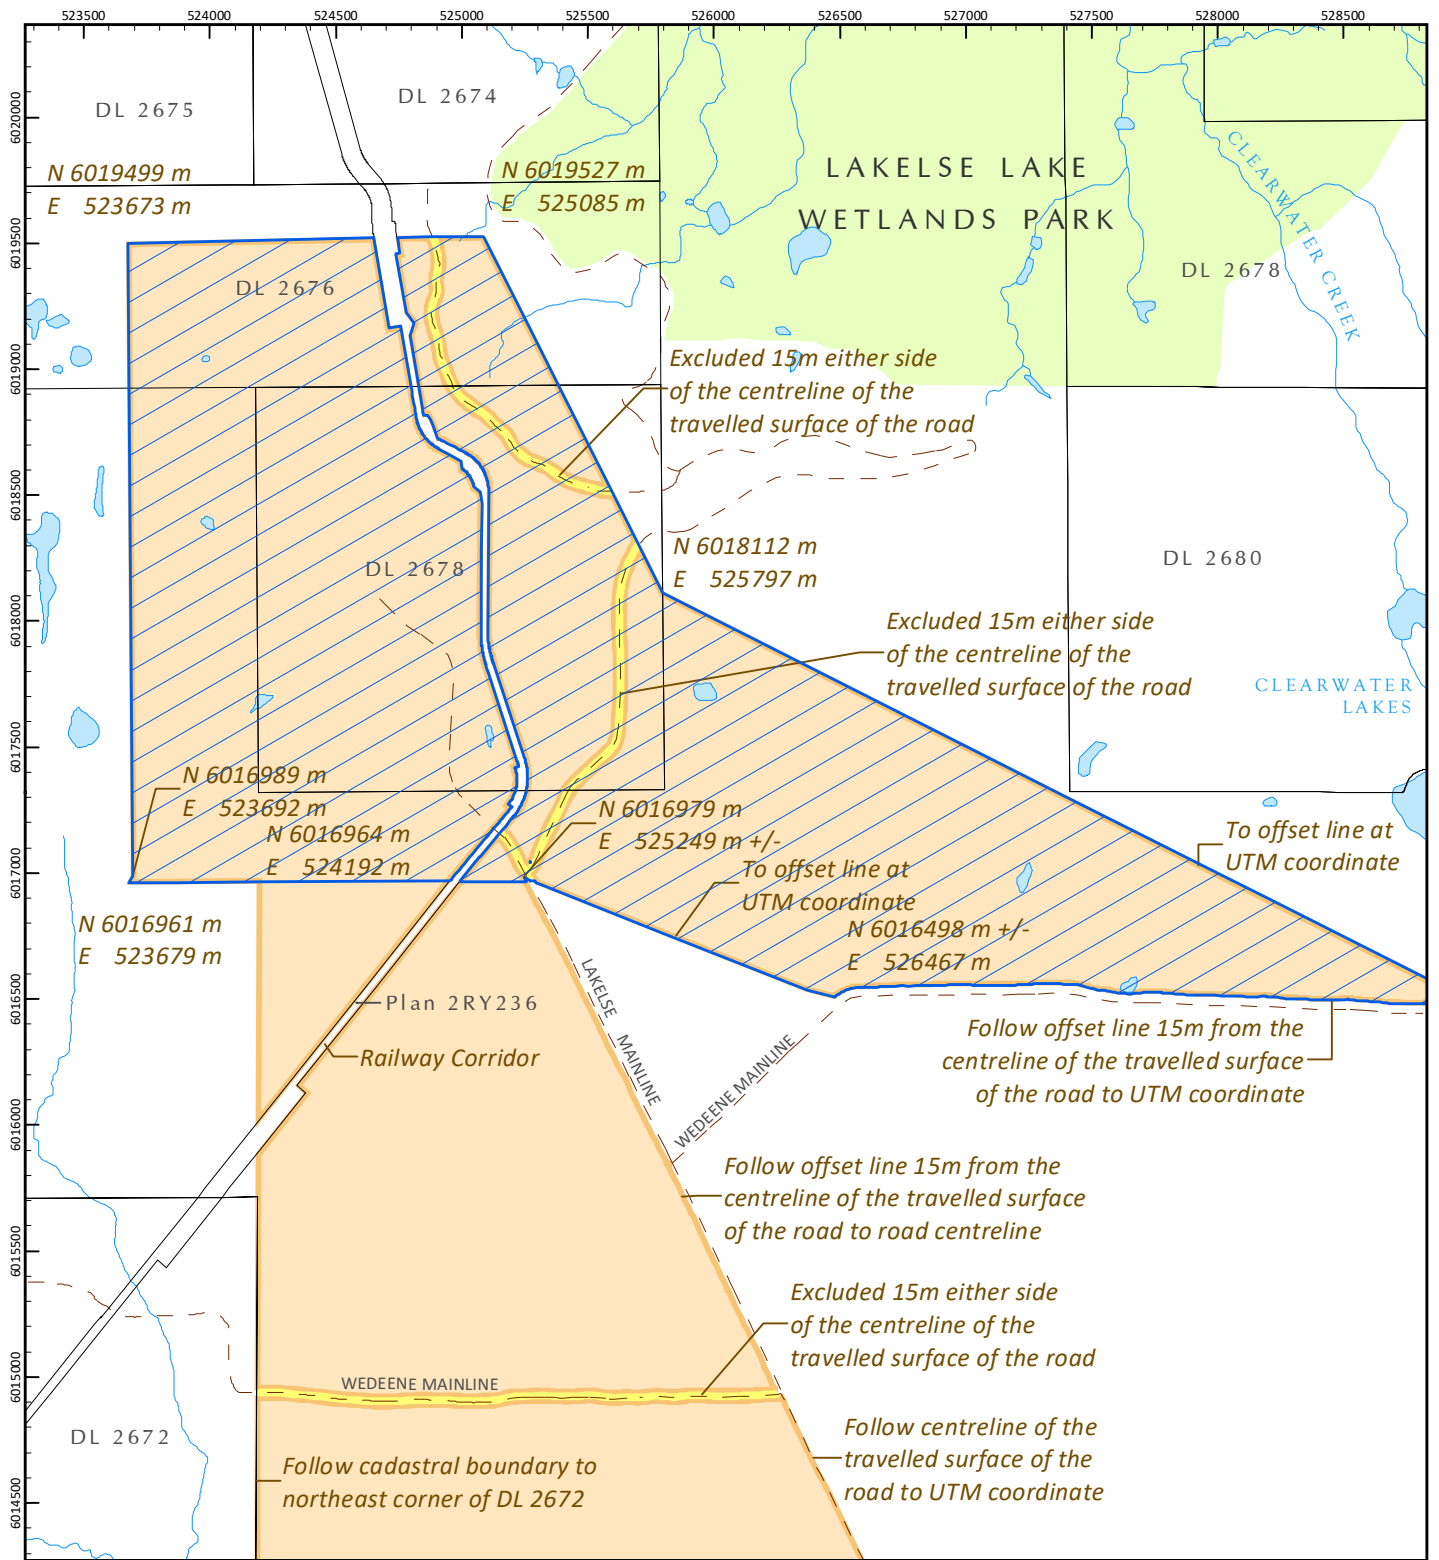 523500
524000
524500
525000
525500
526000
526500
527000
527500
528000
528500
6020000
6019500
6019000
6018500
6018000
6017500
6017000
6016500
6016000
6015500
6015000
6014500
DL 2675
DL 2674
N 6019499 m
E 523673 m
N 6019527 m
E 525085 m
LAKELSE LAKE
WETLANDS PARK
CLEARWATER CREEK
DL 2678
DL 2676
Excluded 15m either side
of the centreline of the
travelled surface of the road
N 6018112 m
E 525797 m
DL 2680
DL 2678
Excluded 15m either side
of the centreline of the
travelled surface of the road
CLEARWATER
LAKES
N 6016989 m
E 523692 m
N 6016964 m
E 524192 m
N 6016979 m
E 525249 m +/-
To offset line at
UTM coordinate
To offset line at
UTM coordinate
N 6016961 m
E 523679 m
N 6016498 m +/-
E 526467 m
LAKELSE MAINLINE
Plan 2RY236
Railway Corridor
WEDEENE MAINLINE
Follow offset line 15m from the
centreline of the travelled surface
of the road to UTM coordinate
Follow offset line 15m from the
centreline of the travelled surface
of the road to road centreline
Excluded 15m either side
of the centreline of the
travelled surface of the road
WEDEENE MAINLINE
DL 2672
Follow cadastral boundary to
northeast corner of DL 2672
Follow centreline of the
travelled surface of the
road to UTM coordinate